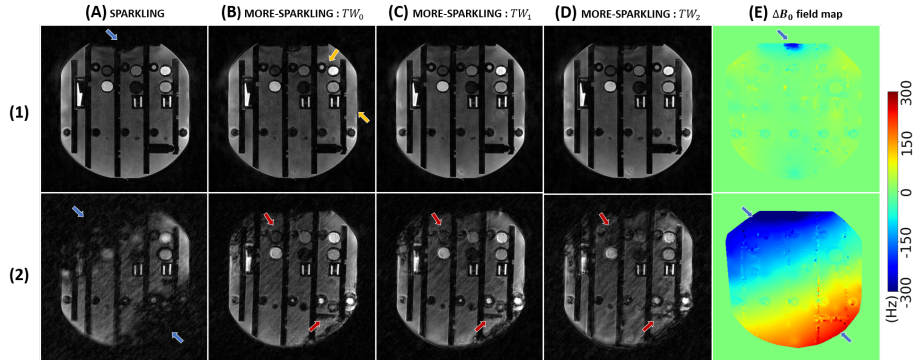 (A) SPARKLING
(B) MORE-SPARKLING : TW₀
(C) MORE-SPARKLING : TW₁
(D) MORE-SPARKLING : TW₂
(E) ΔB₀ field map
(1)
(2)
300
150
0
-150
-300
(Hz)